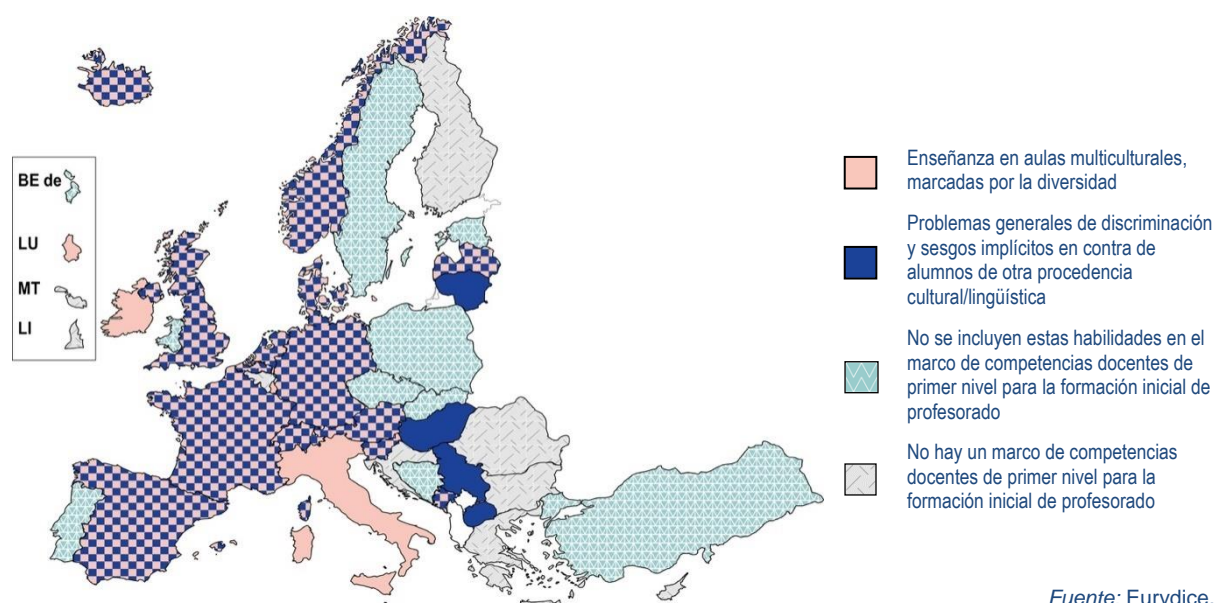 BE de
LU
MT
LI
Enseñanza en aulas multiculturales,
marcadas por la diversidad
Problemas generales de discriminación
y sesgos implícitos en contra de
alumnos de otra procedencia
cultural/lingüística
No se incluyen estas habilidades en el
marco de competencias docentes de
primer nivel para la formación inicial de
profesorado
No hay un marco de competencias
docentes de primer nivel para la
formación inicial de profesorado
Fuente: Eurydice.